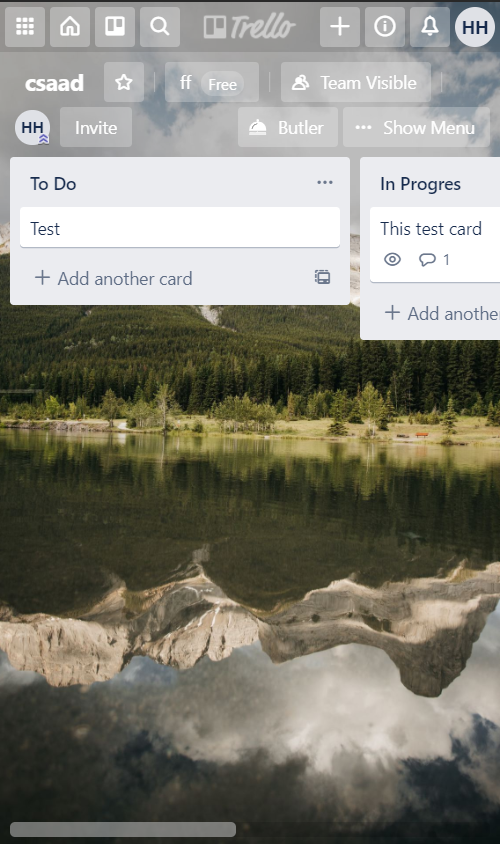 Trello
HH
csaad
ff Free
Team Visible
HH
Invite
Butler
Show Menu
To Do
Test
Add another card
In Progres
This test card
1
Add anothe